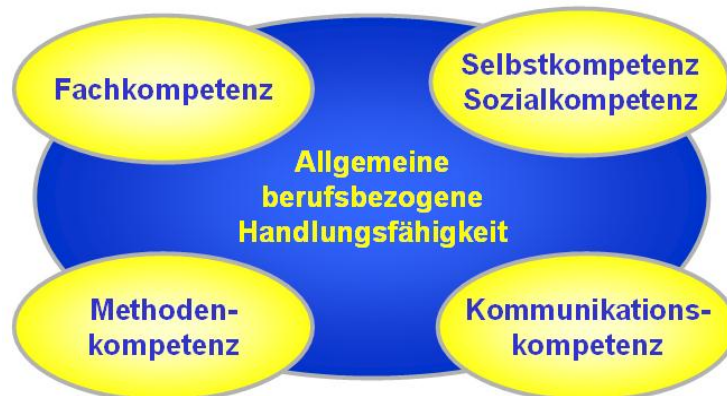 Fachkompetenz
Selbstkompetenz
Sozialkompetenz
Allgemeine
berufsbezogene
Handlungsfähigkeit
Methoden-
kompetenz
Kommunikations-
kompetenz